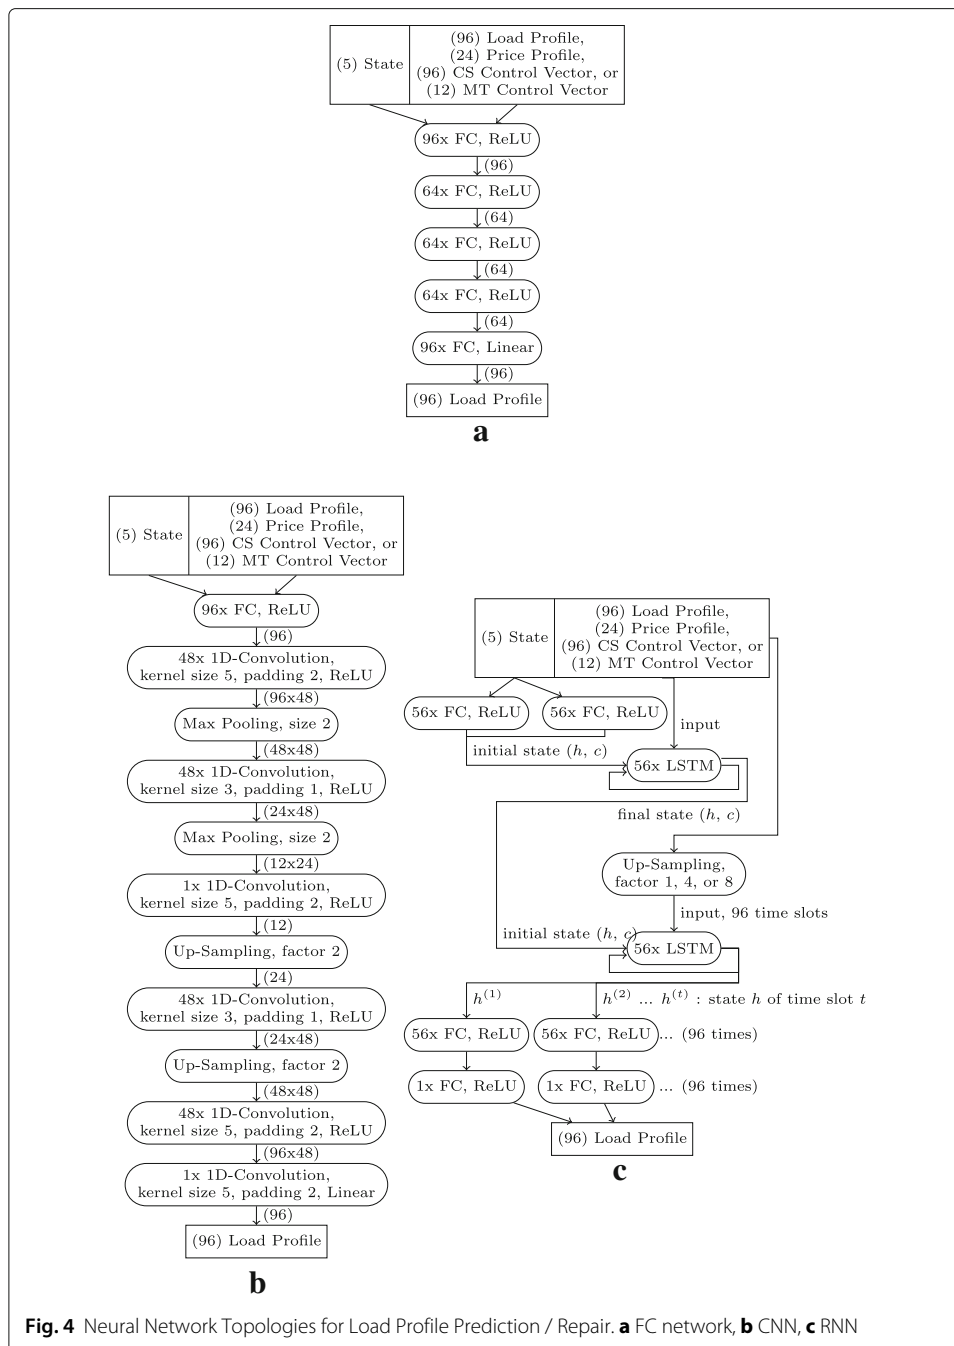 (5) State
(96) Load Profile,
(24) Price Profile,
(96) CS Control Vector, or
(12) MT Control Vector
96x FC, ReLU
(96)
64x FC, ReLU
(64)
64x FC, ReLU
(64)
64x FC, ReLU
(64)
96x FC, Linear
(96)
(96) Load Profile
a
(5) State
(96) Load Profile,
(24) Price Profile,
(96) CS Control Vector, or
(12) MT Control Vector
96x FC, ReLU
(96)
48x 1D-Convolution,
kernel size 5, padding 2, ReLU
(96x48)
Max Pooling, size 2
(48x48)
48x 1D-Convolution,
kernel size 3, padding 1, ReLU
(24x48)
Max Pooling, size 2
(12x24)
1x 1D-Convolution,
kernel size 5, padding 2, ReLU
(12)
Up-Sampling, factor 2
(24)
48x 1D-Convolution,
kernel size 3, padding 1, ReLU
(24x48)
Up-Sampling, factor 2
(48x48)
48x 1D-Convolution,
kernel size 5, padding 2, ReLU
(96x48)
1x 1D-Convolution,
kernel size 5, padding 2, Linear
(96)
(96) Load Profile
b
(5) State
(96) Load Profile,
(24) Price Profile,
(96) CS Control Vector, or
(12) MT Control Vector
56x FC, ReLU
56x FC, ReLU
input
initial state (h, c)
56x LSTM
final state (h, c)
Up-Sampling,
factor 1, 4, or 8
input, 96 time slots
initial state (h, c)
56x LSTM
h(1)
h(2) ... h(t) : state h of time slot t
56x FC, ReLU
56x FC, ReLU ... (96 times)
1x FC, ReLU
1x FC, ReLU ... (96 times)
(96) Load Profile
c
Fig. 4 Neural Network Topologies for Load Profile Prediction / Repair. a FC network, b CNN, c RNN